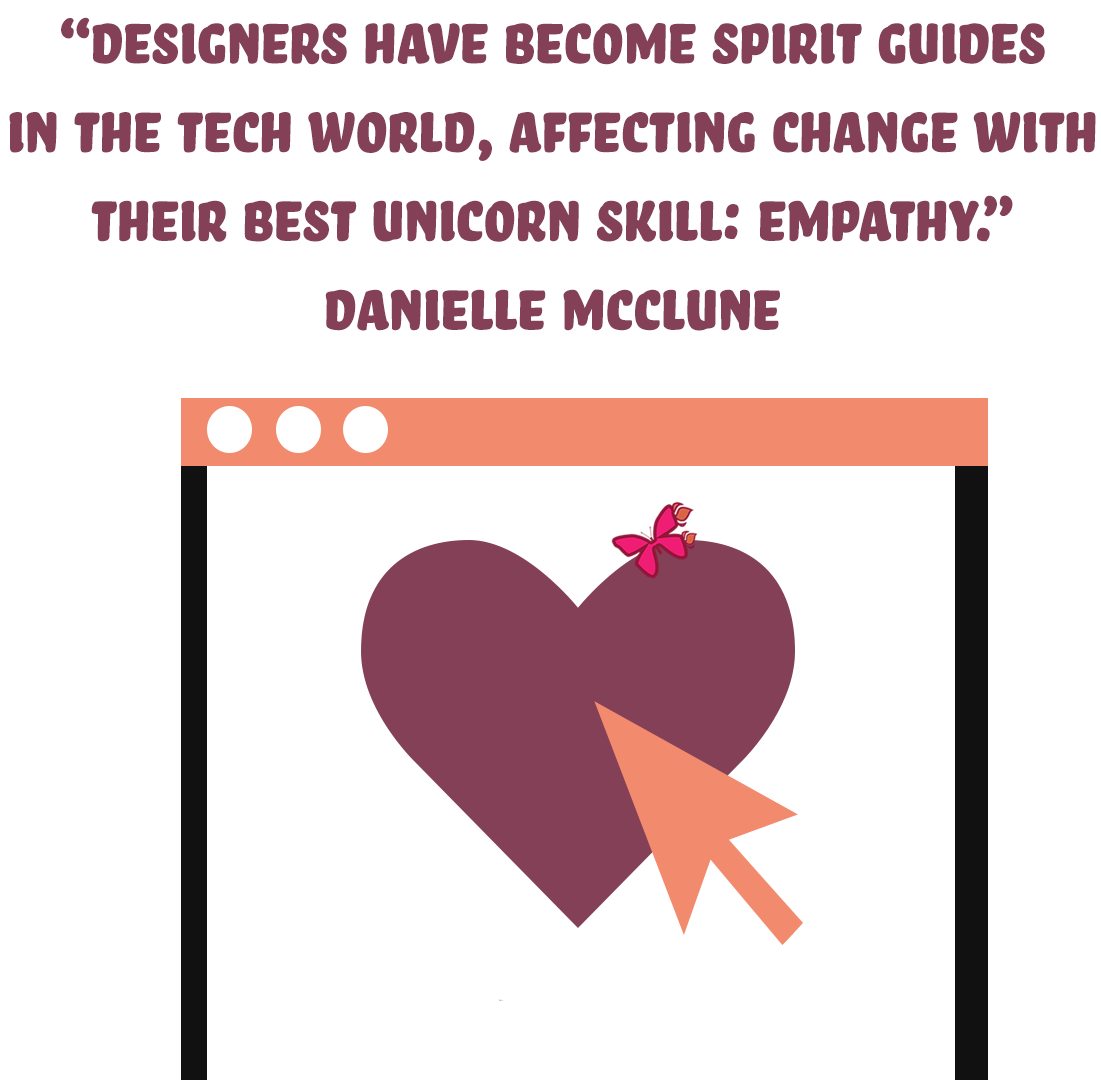 “DESIGNERS HAVE BECOME SPIRIT GUIDES
IN THE TECH WORLD, AFFECTING CHANGE WITH
THEIR BEST UNICORN SKILL: EMPATHY.”
DANIELLE MCCLUNE